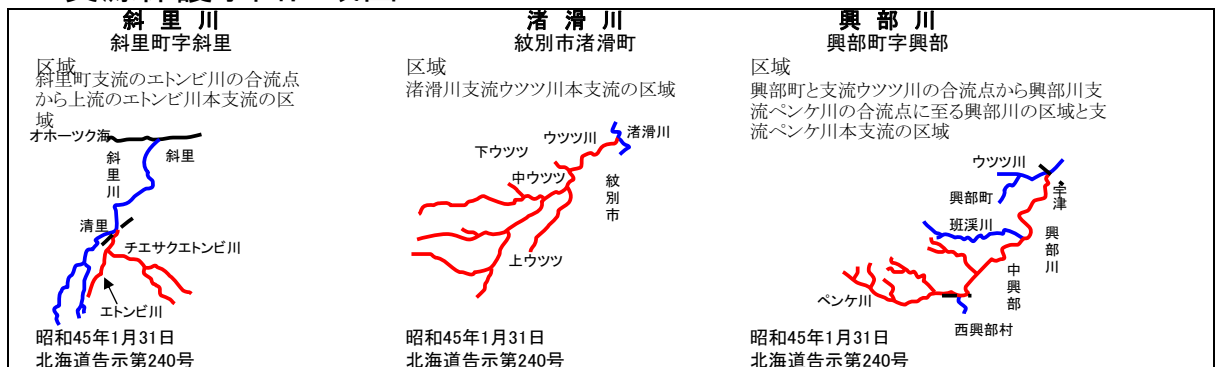 斜 里 川
斜里町字斜里
区域
斜里町支流のエトンビ川の合流点
から上流のエトンビ川本支流の区
域
オホーツク海
斜里
斜里川
清里
チエサクエトンビ川
エトンビ川
昭和45年1月31日
北海道告示第240号
渚 滑 川
紋別市渚滑町
区域
渚滑川支流ウツツ川本支流の区域
ウツツ川
渚滑川
下ウツツ
中ウツツ
紋別市
上ウツツ
昭和45年1月31日
北海道告示第240号
興 部 川
興部町字興部
区域
興部町と支流ウツツ川の合流点から興部川支
流ペンケ川の合流点に至る興部川の区域と支
流ペンケ川本支流の区域
ウツツ川
宇津
興部町
班渓川
興部川
中興部
ペンケ川
西興部村
昭和45年1月31日
北海道告示第240号